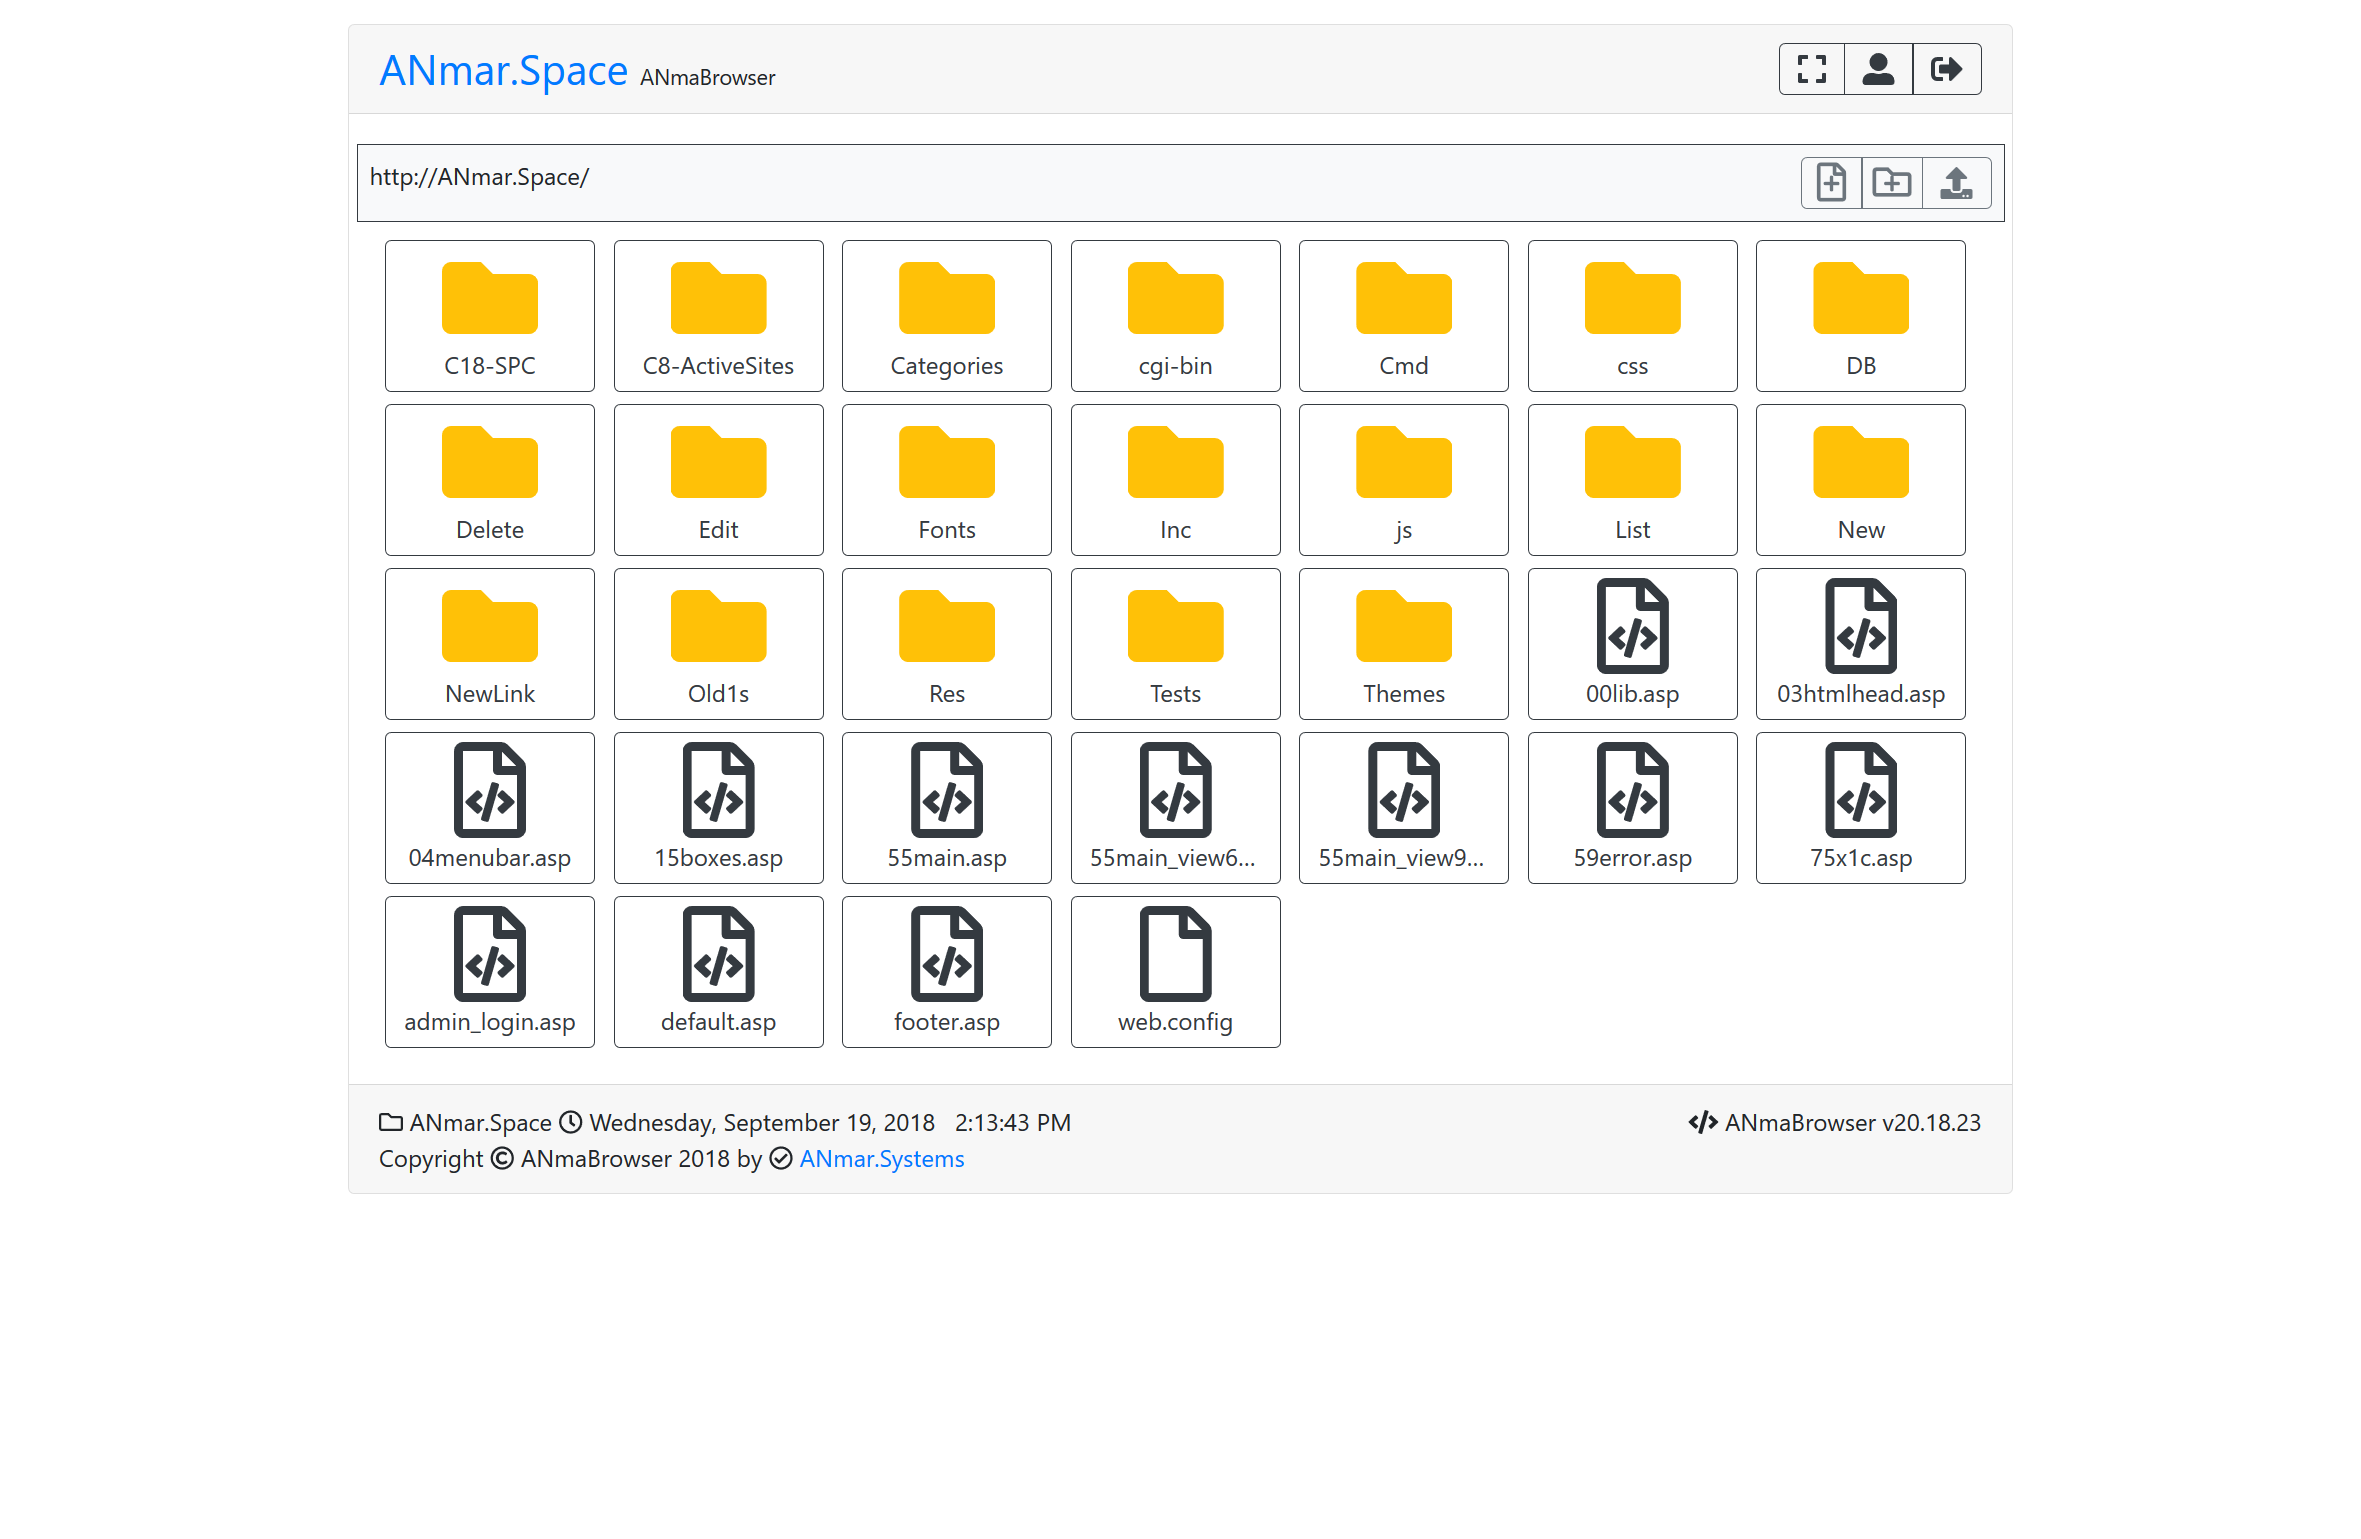 ANmar.Space ANmaBrowser
http://ANmar.Space/
C18-SPC C8-ActiveSites Categories cgi-bin Cmd css DB
Delete Edit Fonts Inc js List New
NewLink Old1s Res Tests Themes 00lib.asp 03htmlhead.asp
04menubar.asp 15boxes.asp 55main.asp 55main_view6... 55main_view9... 59error.asp 75x1c.asp
admin_login.asp default.asp footer.asp web.config
ANmar.Space Wednesday, September 19, 2018 2:13:43 PM ANmaBrowser v20.18.23
Copyright © ANmaBrowser 2018 by ANmar.Systems